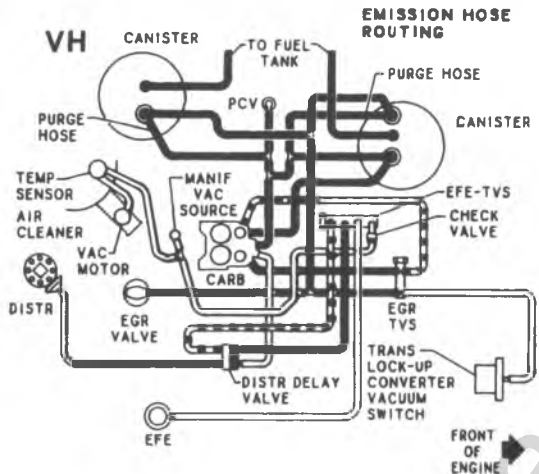 VH
EMISSION HOSE
ROUTING
CANISTER
TO FUEL
TANK
PURGE HOSE
PCV
PURGE
HOSE
CANISTER
TEMP
SENSOR
MANIF
VAC
SOURCE
EFE-TVS
AIR
CLEANER
CHECK
VALVE
VAC
MOTOR
CARB
DISTR
EGR
VALVE
EGR
TVS
TRANS
LOCK-UP
CONVERTER
VACUUM
SWITCH
DISTR DELAY
VALVE
EFE
FRONT
OF
ENGINE